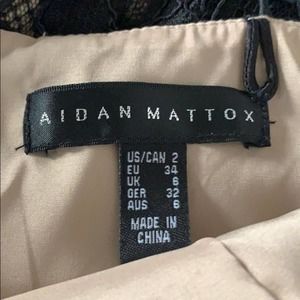 AIDAN MATTOX
US/CAN 2
EU 34
UK 6
GER 32
AUS 6
MADE IN
CHINA